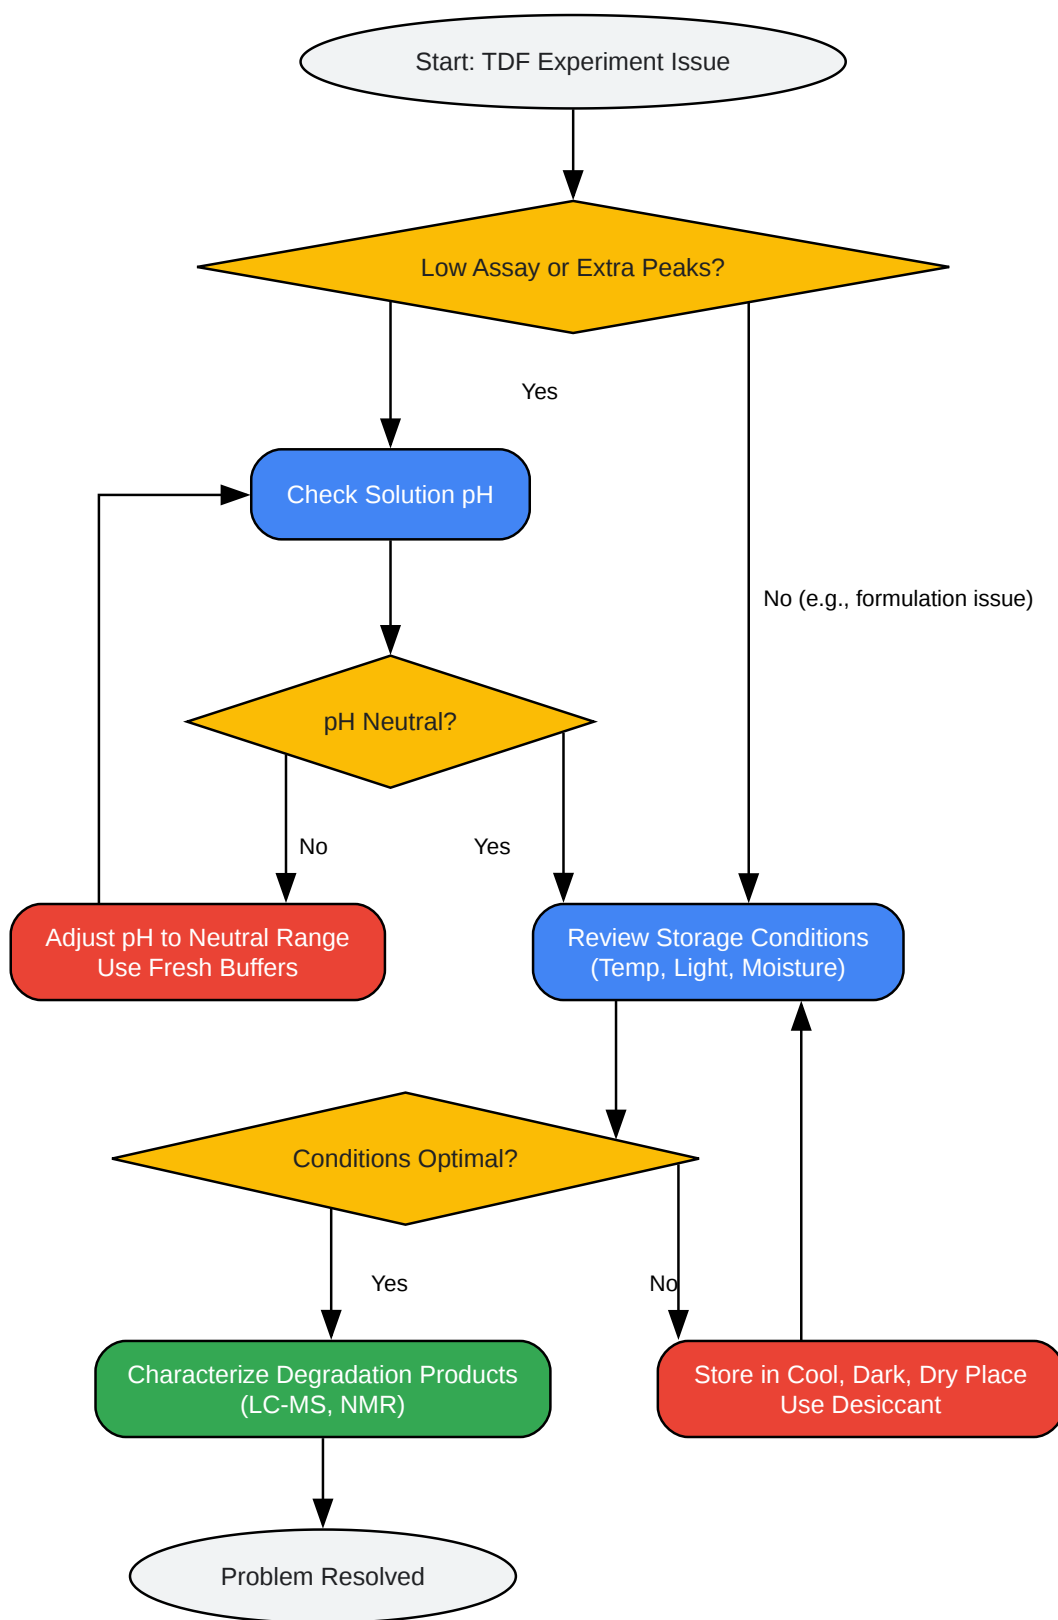 Start: TDF Experiment Issue
Low Assay or Extra Peaks?
Yes
Check Solution pH
No (e.g., formulation issue)
pH Neutral?
No
Yes
Adjust pH to Neutral Range
Use Fresh Buffers
Review Storage Conditions
(Temp, Light, Moisture)
Conditions Optimal?
Yes
No
Characterize Degradation Products
(LC-MS, NMR)
Store in Cool, Dark, Dry Place
Use Desiccant
Problem Resolved